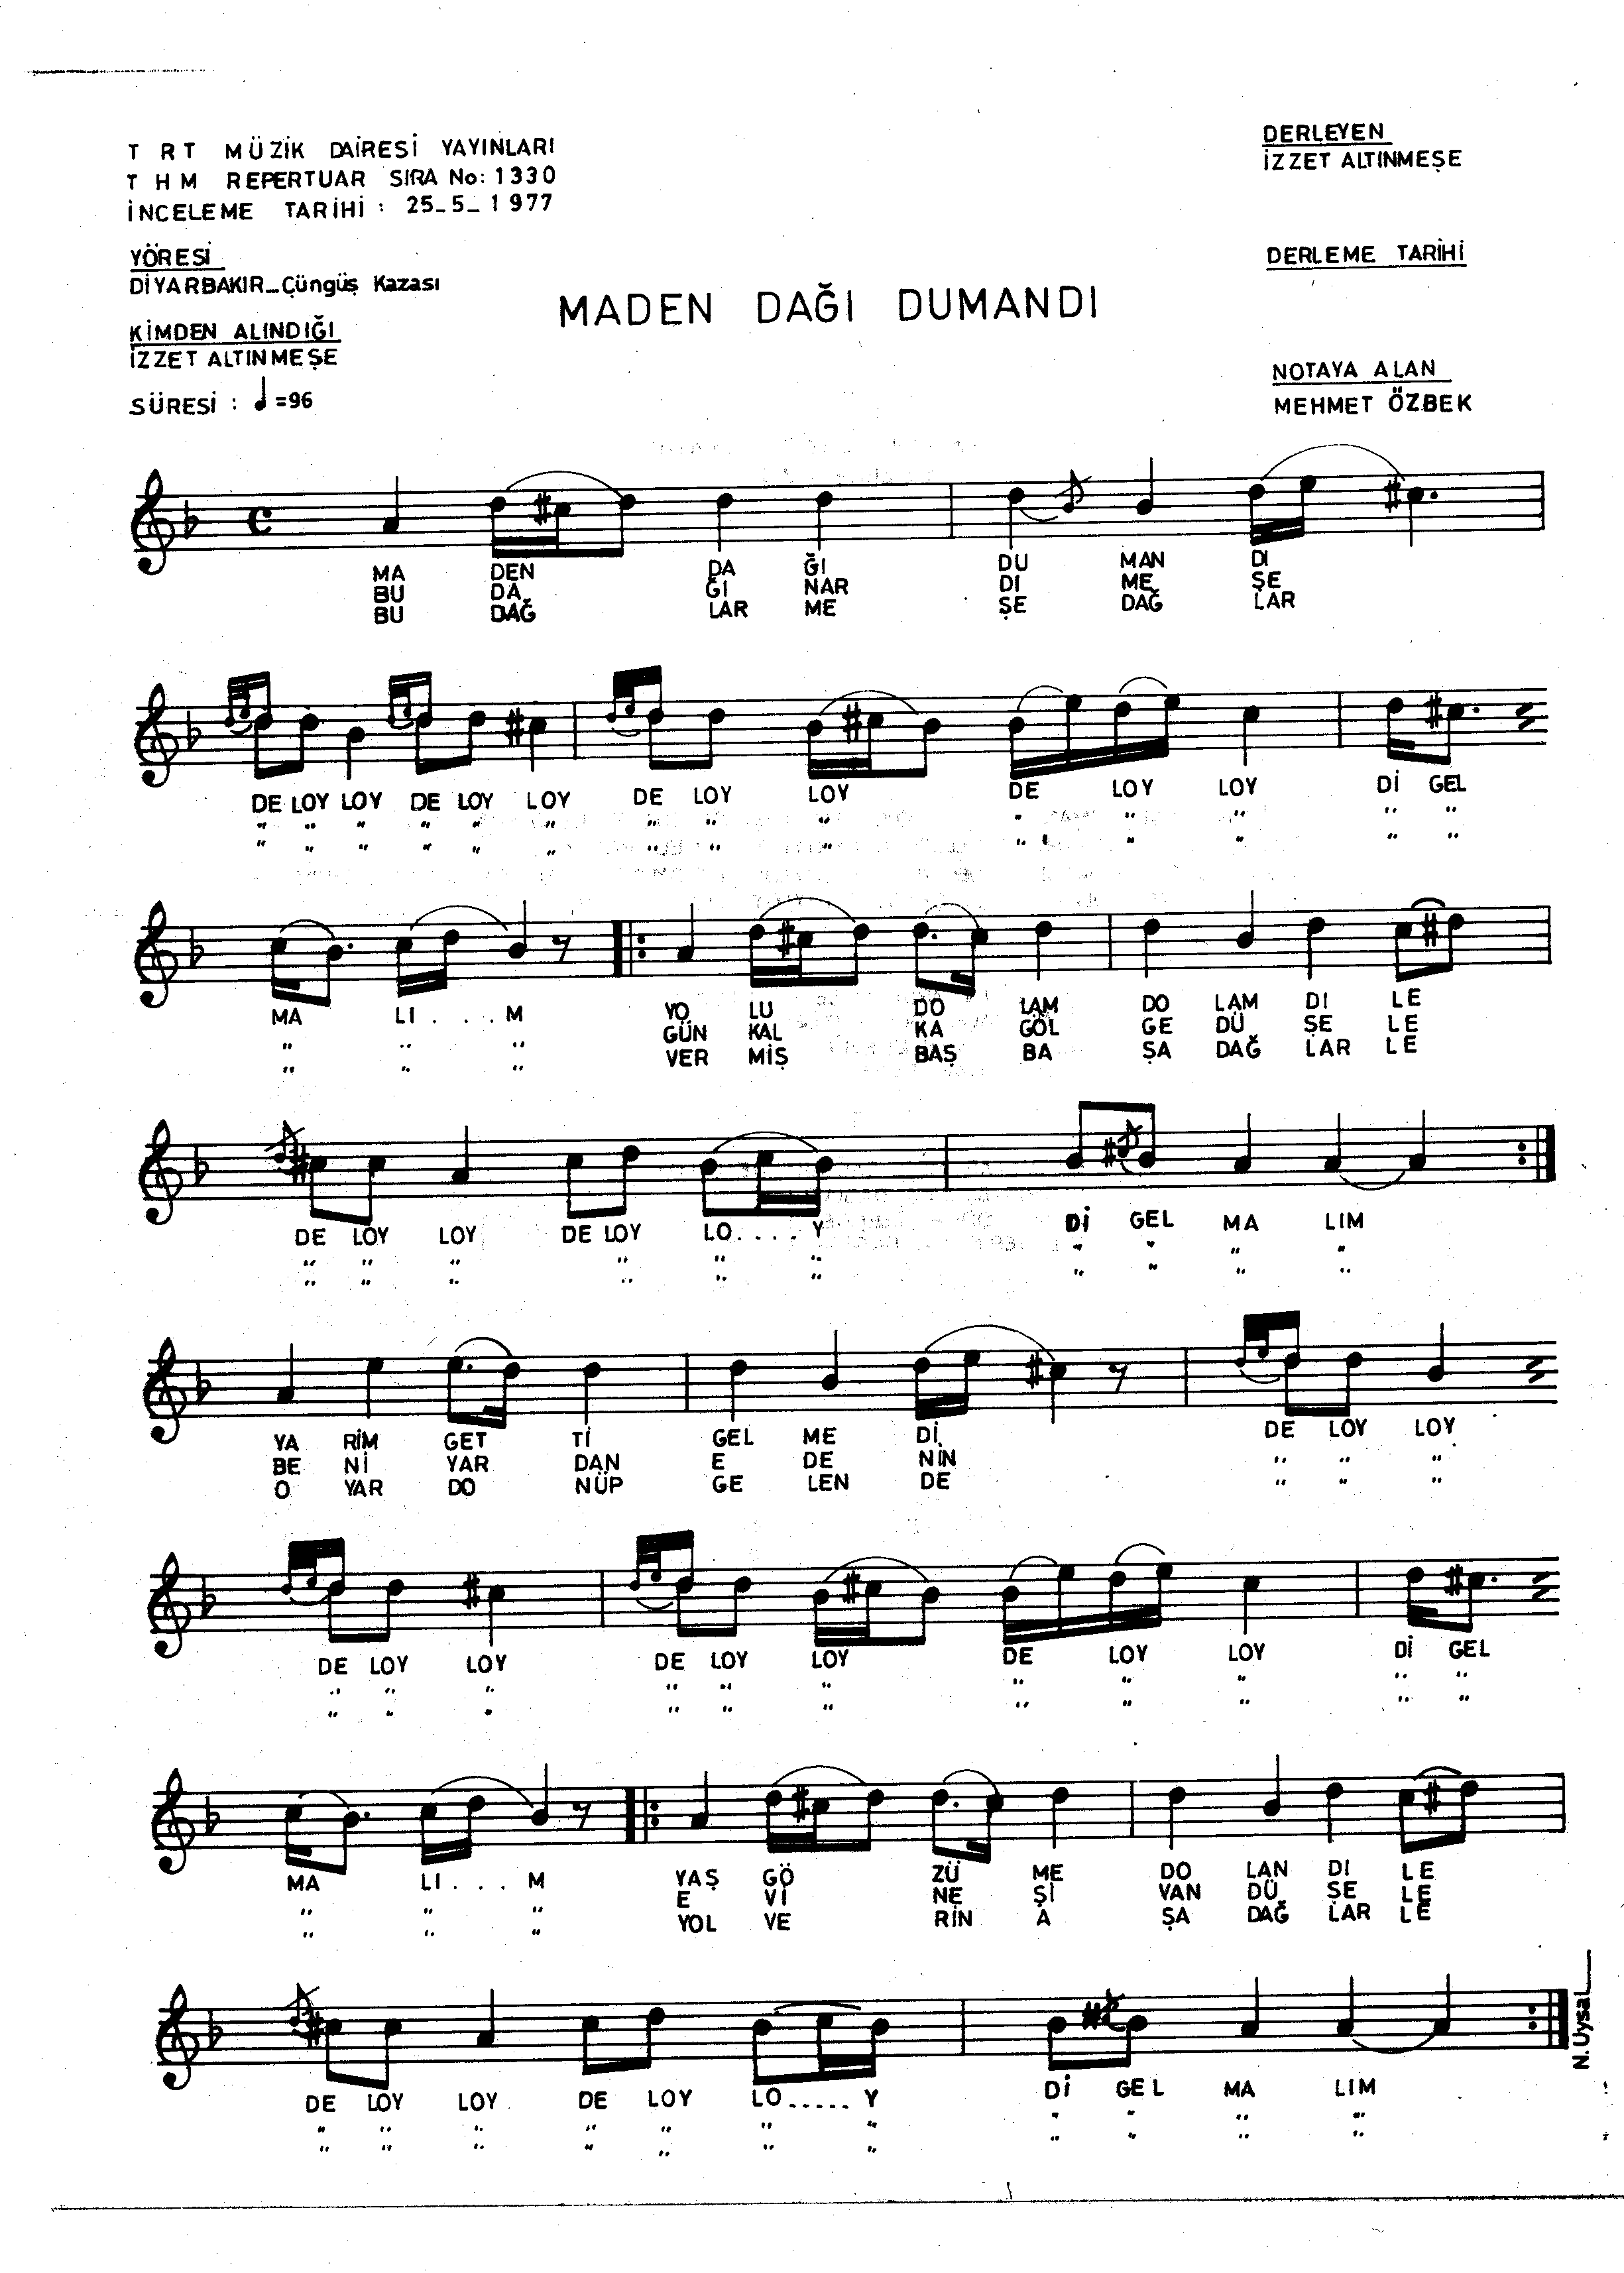 T R T MÜZİK DAİRESİ YAYINLARI
T H M REPERTUAR SIRA No: 1330
İNCELEME TARİHİ : 25_5_1977
DERLEYEN
İZZET ALTINMEŞE
YÖRESİ
DİYARBAKIR_Çüngüş Kazası
DERLEME TARİHİ
MADEN DAĞI DUMANDI
KİMDEN ALINDIĞI
İZZET ALTINMEŞE
NOTAYA ALAN
MEHMET ÖZBEK
SÜRESİ : ♩=96
MA DEN DA ĞI DU MAN DI
BU DA ĞI NAR DI ME ŞE
BU DAĞ LAR ME ŞE DAĞ LAR
DE LOY LOY DE LOY LOY DE LOY LOY DE LOY LOY Dİ GEL
" " " " " " " " " " " " " "
" " " " " " " " " " " " " "
MA LI . . . M YO LU DO LAM DO LAM DI LE
" " " GÜN KAL KA GÖL GE DÜ ŞE LE
" " " VER MİŞ BAŞ BA ŞA DAĞ LAR LE
DE LOY LOY DE LOY LO. . . . Y Dİ GEL MA LIM
" " " " " " " " " "
" " " " " " " " " "
YA RİM GET Tİ GEL ME Dİ DE LOY LOY
BE Nİ YAR DAN E DE NİN " " "
O YAR DO NÜP GE LEN DE " " "
DE LOY LOY DE LOY LOY DE LOY LOY Dİ GEL
" " " " " " " " " " "
" " " " " " " " " " "
MA LI . . . M YAŞ GÖ ZÜ ME DO LAN DI LE
" " " E Vİ NE Şİ VAN DÜ ŞE LE
" " " YOL VE RİN A ŞA DAĞ LAR LE
DE LOY LOY DE LOY LO. . . . . Y Dİ GEL MA LIM
" " " " " " " " " " "
" " " " " " " " " " "
N. Uysal